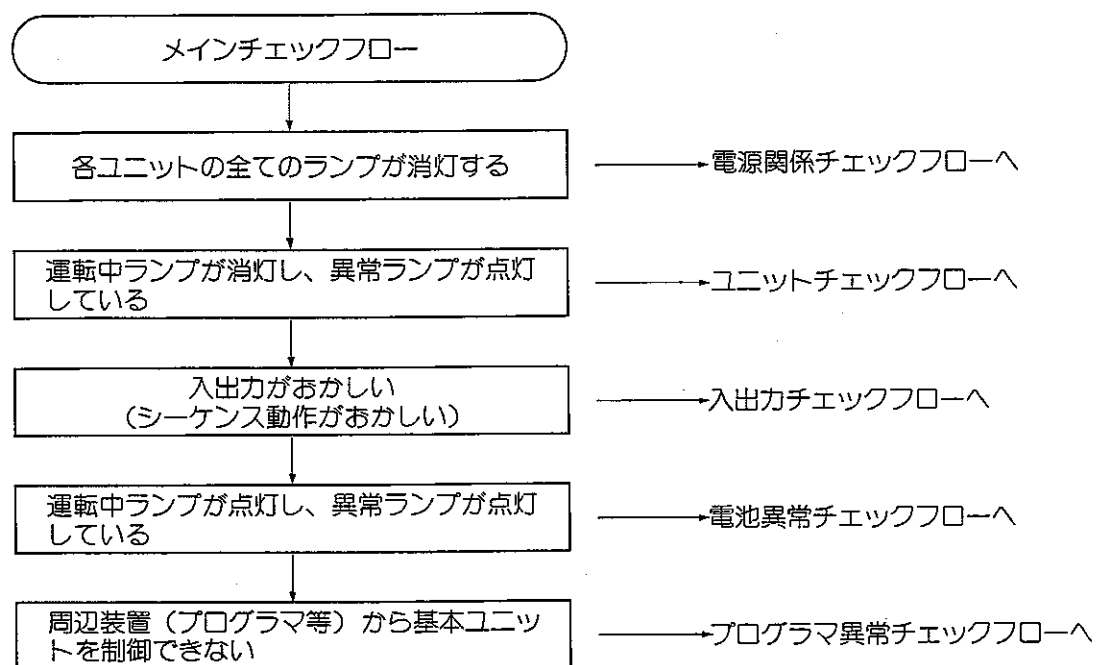 メインチェックフロー
各ユニットの全てのランプが消灯する
電源関係チェックフローへ
運転中ランプが消灯し、異常ランプが点灯
している
ユニットチェックフローへ
入出力がおかしい
(シーケンス動作がおかしい)
入出力チェックフローへ
運転中ランプが点灯し、異常ランプが点灯
している
電池異常チェックフローへ
周辺装置(プログラマ等)から基本ユニッ
トを制御できない
プログラマ異常チェックフローへ